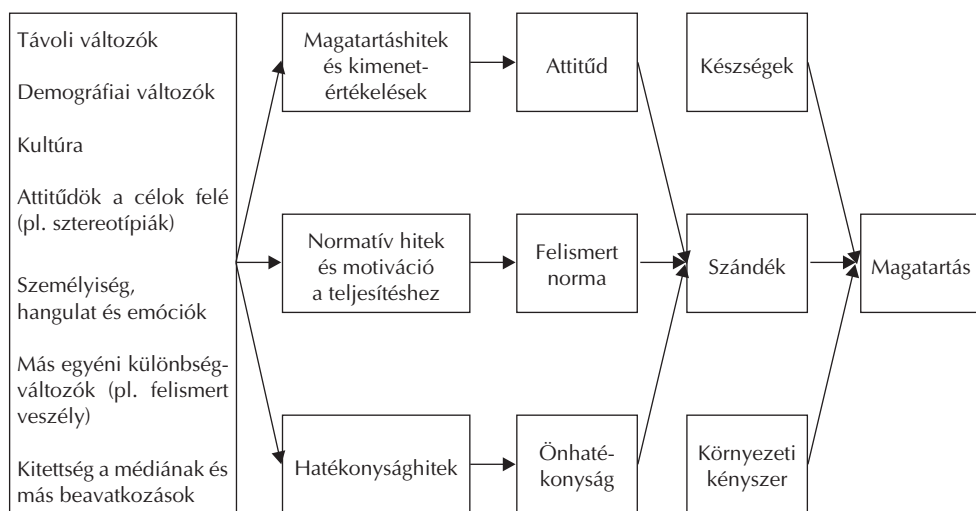 Távoli változók
Demográfiai változók
Kultúra
Attitűdök a célok felé
(pl. sztereotípiák)
Személyiség,
hangulat és emóciók
Más egyéni különbség-
változók (pl. felismert
veszély)
Kitettség a médiának és
más beavatkozások
Magatartáshitek
és kimenet-
értékelések
Attitűd
Készségek
Normatív hitek
és motiváció
a teljesítéshez
Felismert
norma
Szándék
Magatartás
Hatékonysághitek
Önhaté-
konyság
Környezeti
kényszer